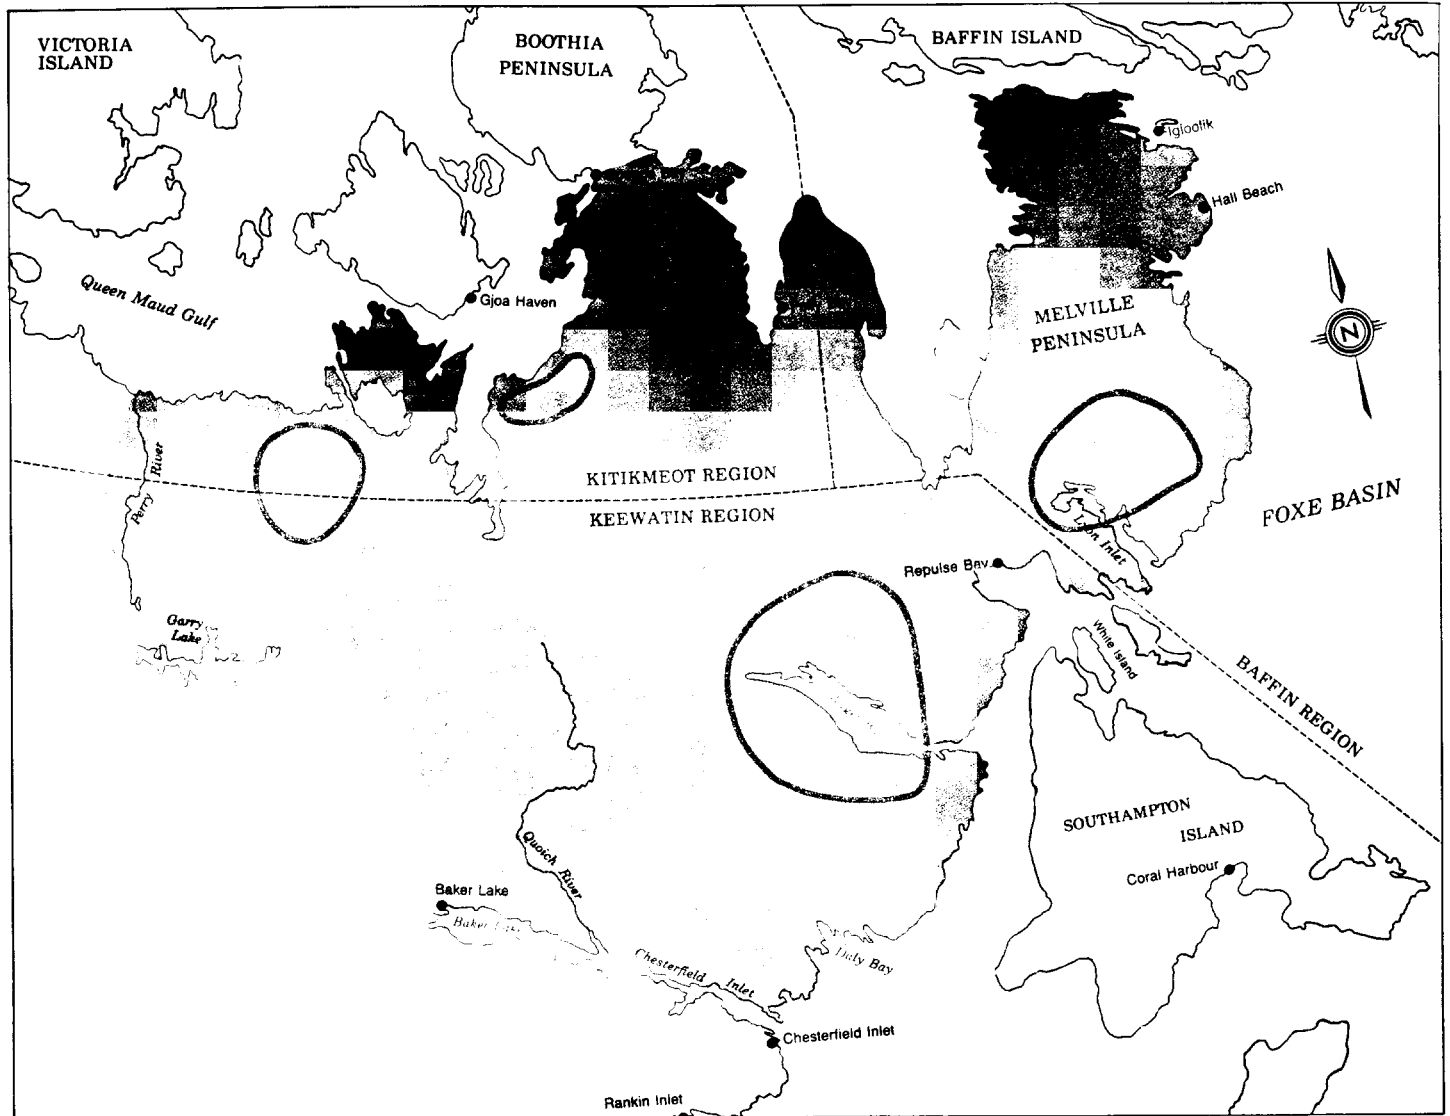 VICTORIA
ISLAND
BOOTHIA
PENINSULA
BAFFIN ISLAND
Igloolik
Hall Beach
Queen Maud Gulf
Gjoa Haven
MELVILLE
PENINSULA
N
Perry River
KITIKMEOT REGION
KEEWATIN REGION
FOXE BASIN
Inlet
Repulse Bay
Garry
Lake
White Island
BAFFIN REGION
SOUTHAMPTON
ISLAND
Quoich River
Coral Harbour
Baker Lake
Baker
Daly Bay
Chesterfield Inlet
Chesterfield Inlet
Rankin Inlet